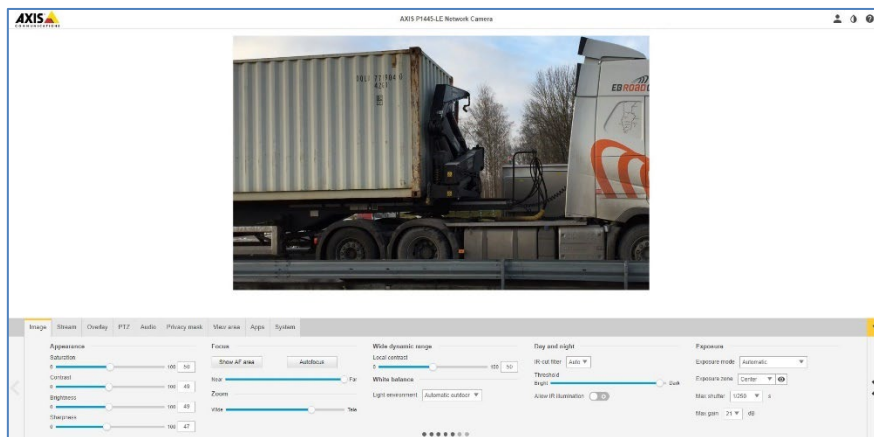 AXIS
COMMUNICATIONS
AXIS P1445-LE Network Camera
EBROAD
Image Stream Overlay PTZ Audio Privacy mask View area Apps System
Appearance
Saturation
0 100 50
Contrast
0 100
Brightness
0 100
Sharpness
0 100 47
Focus
Show AF area Autofocus
Near Far
Zoom
Wide Tele
Wide dynamic range
Local contrast
0 100 50
White balance
Light environment Automatic outdoor
Day and night
IR-cut filter Auto
Threshold
Bright Dark
Allow IR illumination
Exposure
Exposure mode Automatic
Exposure zone Center
Max shutter 1/250 s
Max gain 21 dB